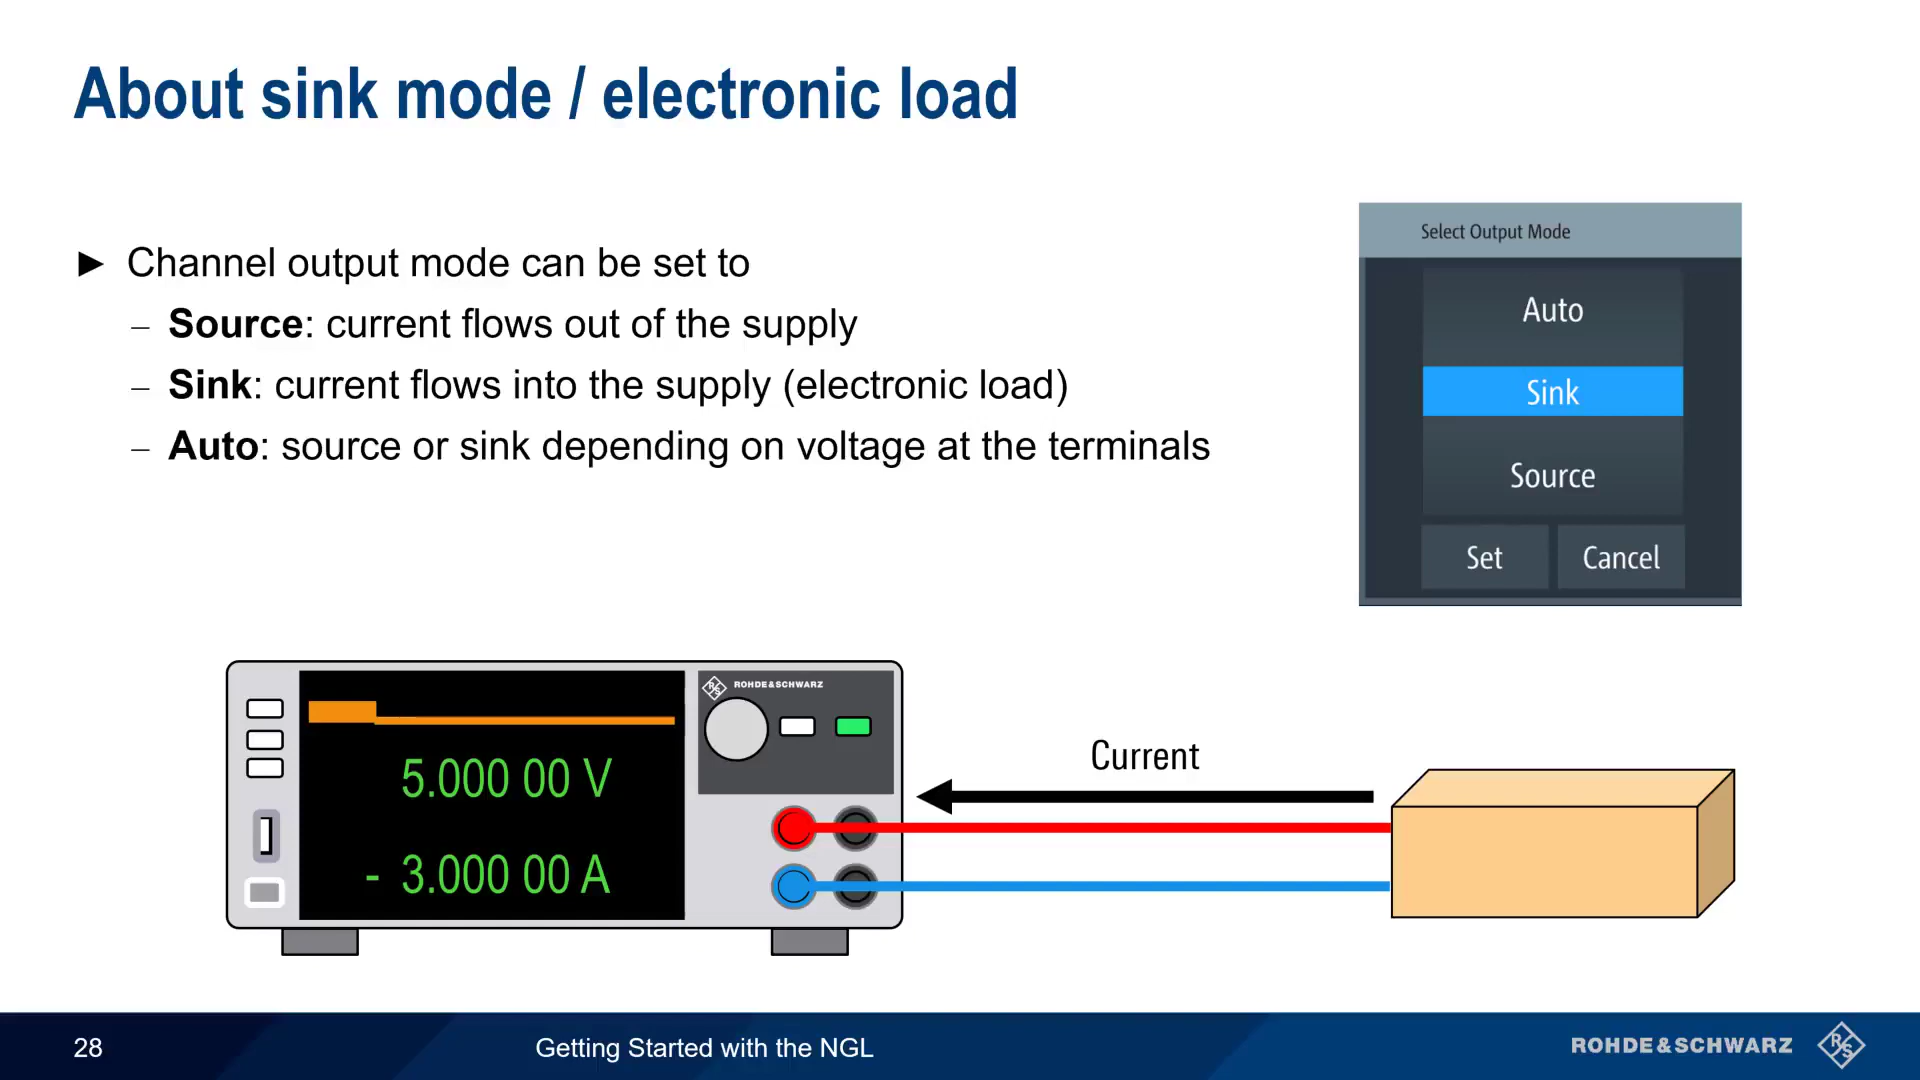 About sink mode / electronic load
► Channel output mode can be set to
– Source: current flows out of the supply
– Sink: current flows into the supply (electronic load)
– Auto: source or sink depending on voltage at the terminals
Select Output Mode
Auto
Sink
Source
Set Cancel
ROHDE&SCHWARZ
5.000 00 V
- 3.000 00 A
Current
28
Getting Started with the NGL
ROHDE&SCHWARZ